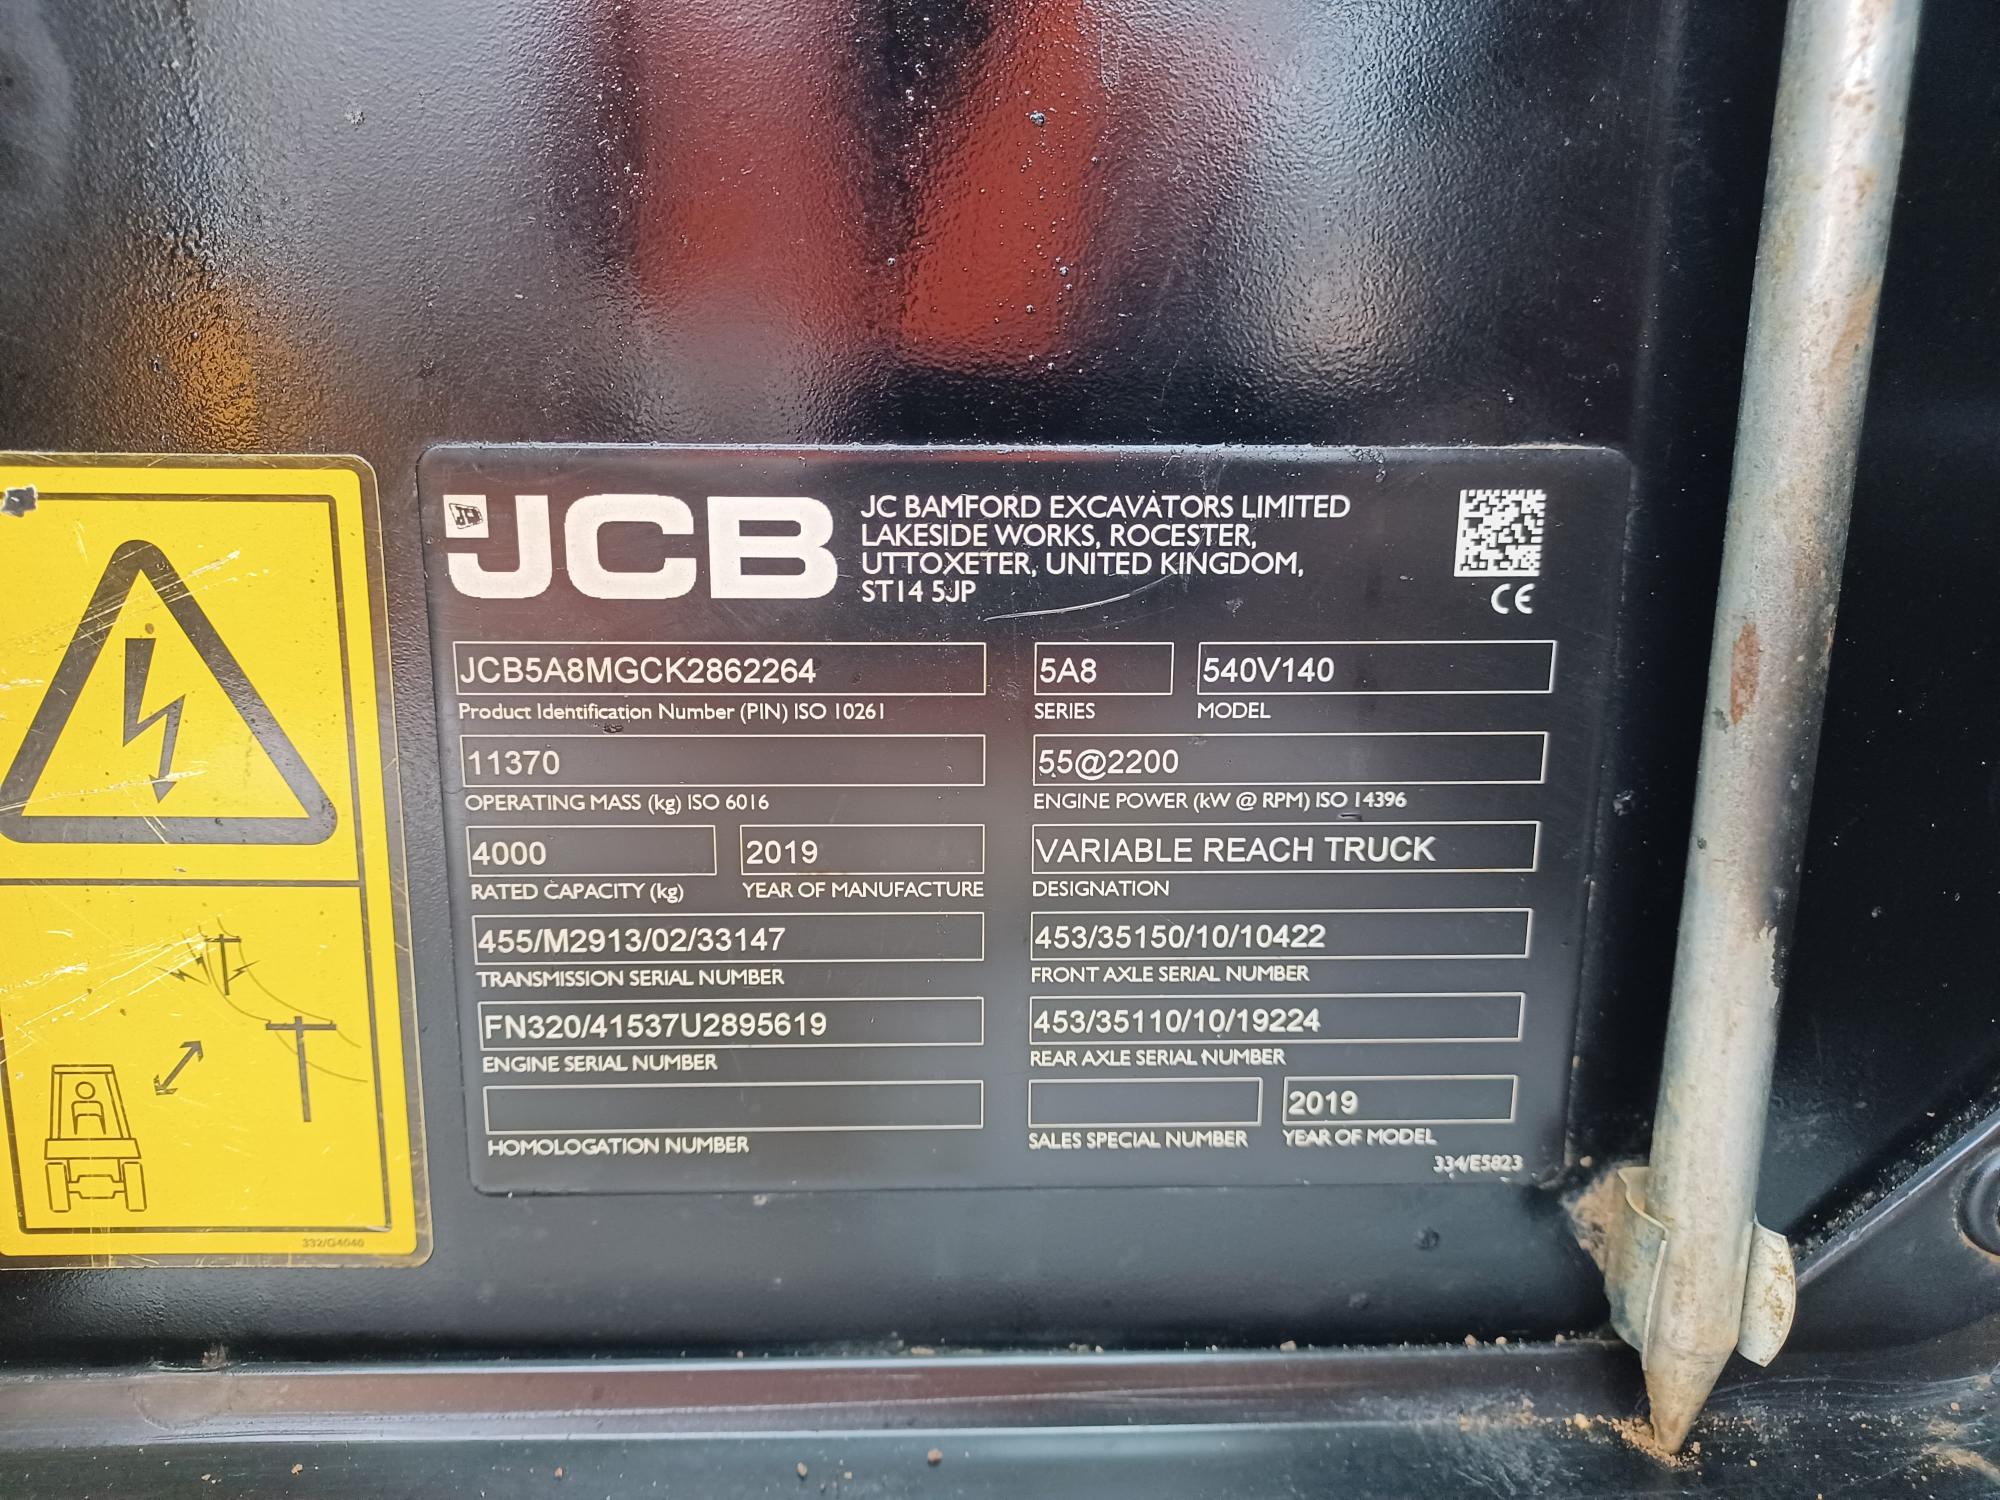 JCB
JC BAMFORD EXCAVATORS LIMITED
LAKESIDE WORKS, ROCESTER,
UTTOXETER, UNITED KINGDOM,
ST14 5JP
CE
JCB5A8MGCK2862264
Product Identification Number (PIN) ISO 10261
5A8
SERIES
540V140
MODEL
11370
OPERATING MASS (kg) ISO 6016
55@2200
ENGINE POWER (kW @ RPM) ISO 14396
4000
RATED CAPACITY (kg)
2019
YEAR OF MANUFACTURE
VARIABLE REACH TRUCK
DESIGNATION
455/M2913/02/33147
TRANSMISSION SERIAL NUMBER
453/35150/10/10422
FRONT AXLE SERIAL NUMBER
FN320/41537U2895619
ENGINE SERIAL NUMBER
453/35110/10/19224
REAR AXLE SERIAL NUMBER
HOMOLOGATION NUMBER
SALES SPECIAL NUMBER
2019
YEAR OF MODEL
334/E5823
332/G4040